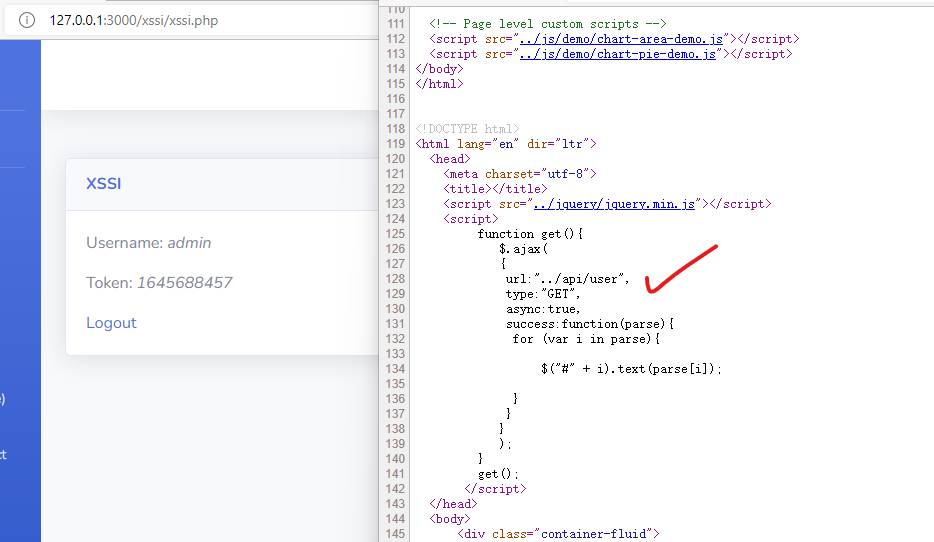 127.0.0.1:3000/xssi/xssi.php
XSSI
Username: admin
Token: 1645688457
Logout
e)
ct
110
111 <!-- Page level custom scripts -->
112 <script src="../js/demo/chart-area-demo.js"></script>
113 <script src="../js/demo/chart-pie-demo.js"></script>
114 </body>
115 </html>
116
117
118 <!DOCTYPE html>
119 <html lang="en" dir="ltr">
120 <head>
121 <meta charset="utf-8">
122 <title></title>
123 <script src="../jquery/jquery.min.js"></script>
124 <script>
125 function get(){
126 $.ajax(
127 {
128 url:"../api/user",
129 type:"GET",
130 async:true,
131 success:function(parse){
132 for (var i in parse){
133
134 $("#" + i).text(parse[i]);
135
136 }
137 }
138 }
139 );
140 }
141 get();
142 </script>
143 </head>
144 <body>
145 <div class="container-fluid">